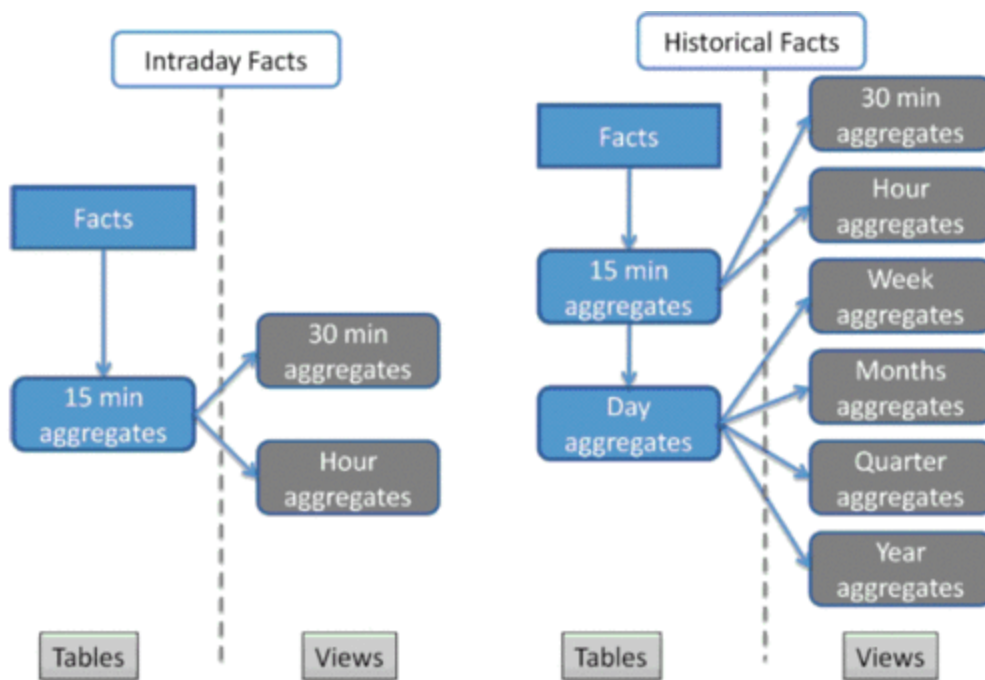 Intraday Facts
Facts
15 min
aggregates
30 min
aggregates
Hour
aggregates
Tables
Views
Historical Facts
Facts
15 min
aggregates
Day
aggregates
30 min
aggregates
Hour
aggregates
Week
aggregates
Months
aggregates
Quarter
aggregates
Year
aggregates
Tables
Views